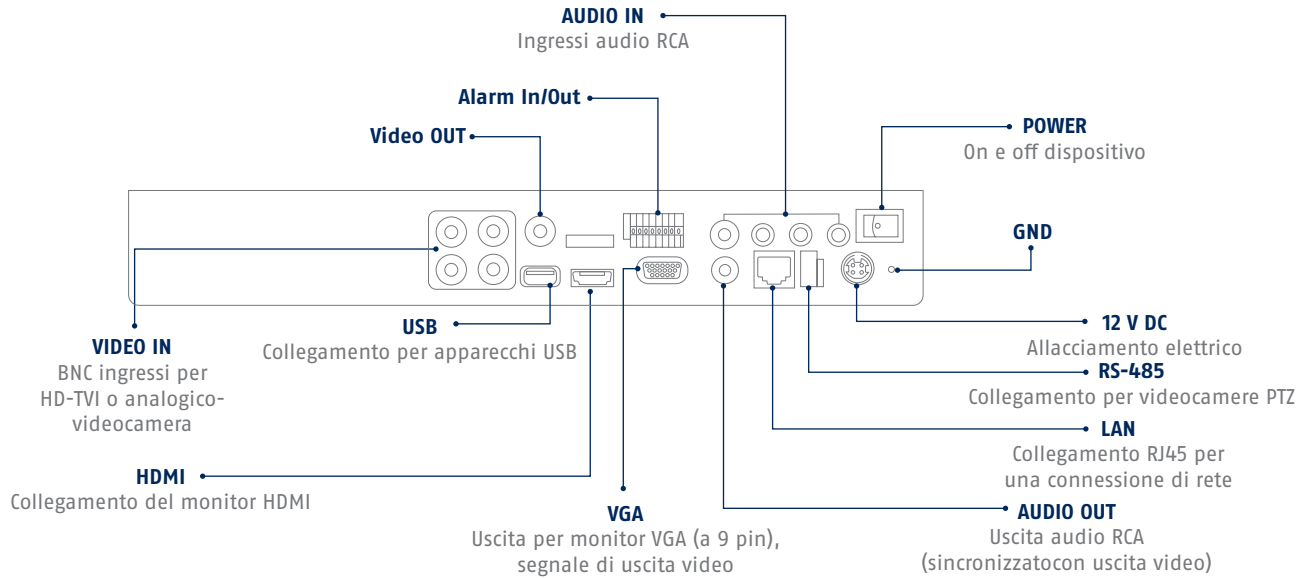 AUDIO IN
Ingressi audio RCA
Alarm In/Out
Video OUT
POWER
On e off dispositivo
GND
VIDEO IN
BNC ingressi per
HD-TVI o analogico-
videocamera
USB
Collegamento per apparecchi USB
12 V DC
Allacciamento elettrico
RS-485
Collegamento per videocamere PTZ
LAN
Collegamento RJ45 per
una connessione di rete
HDMI
Collegamento del monitor HDMI
VGA
Uscita per monitor VGA (a 9 pin),
segnale di uscita video
AUDIO OUT
Uscita audio RCA
(sincronizzatocon uscita video)